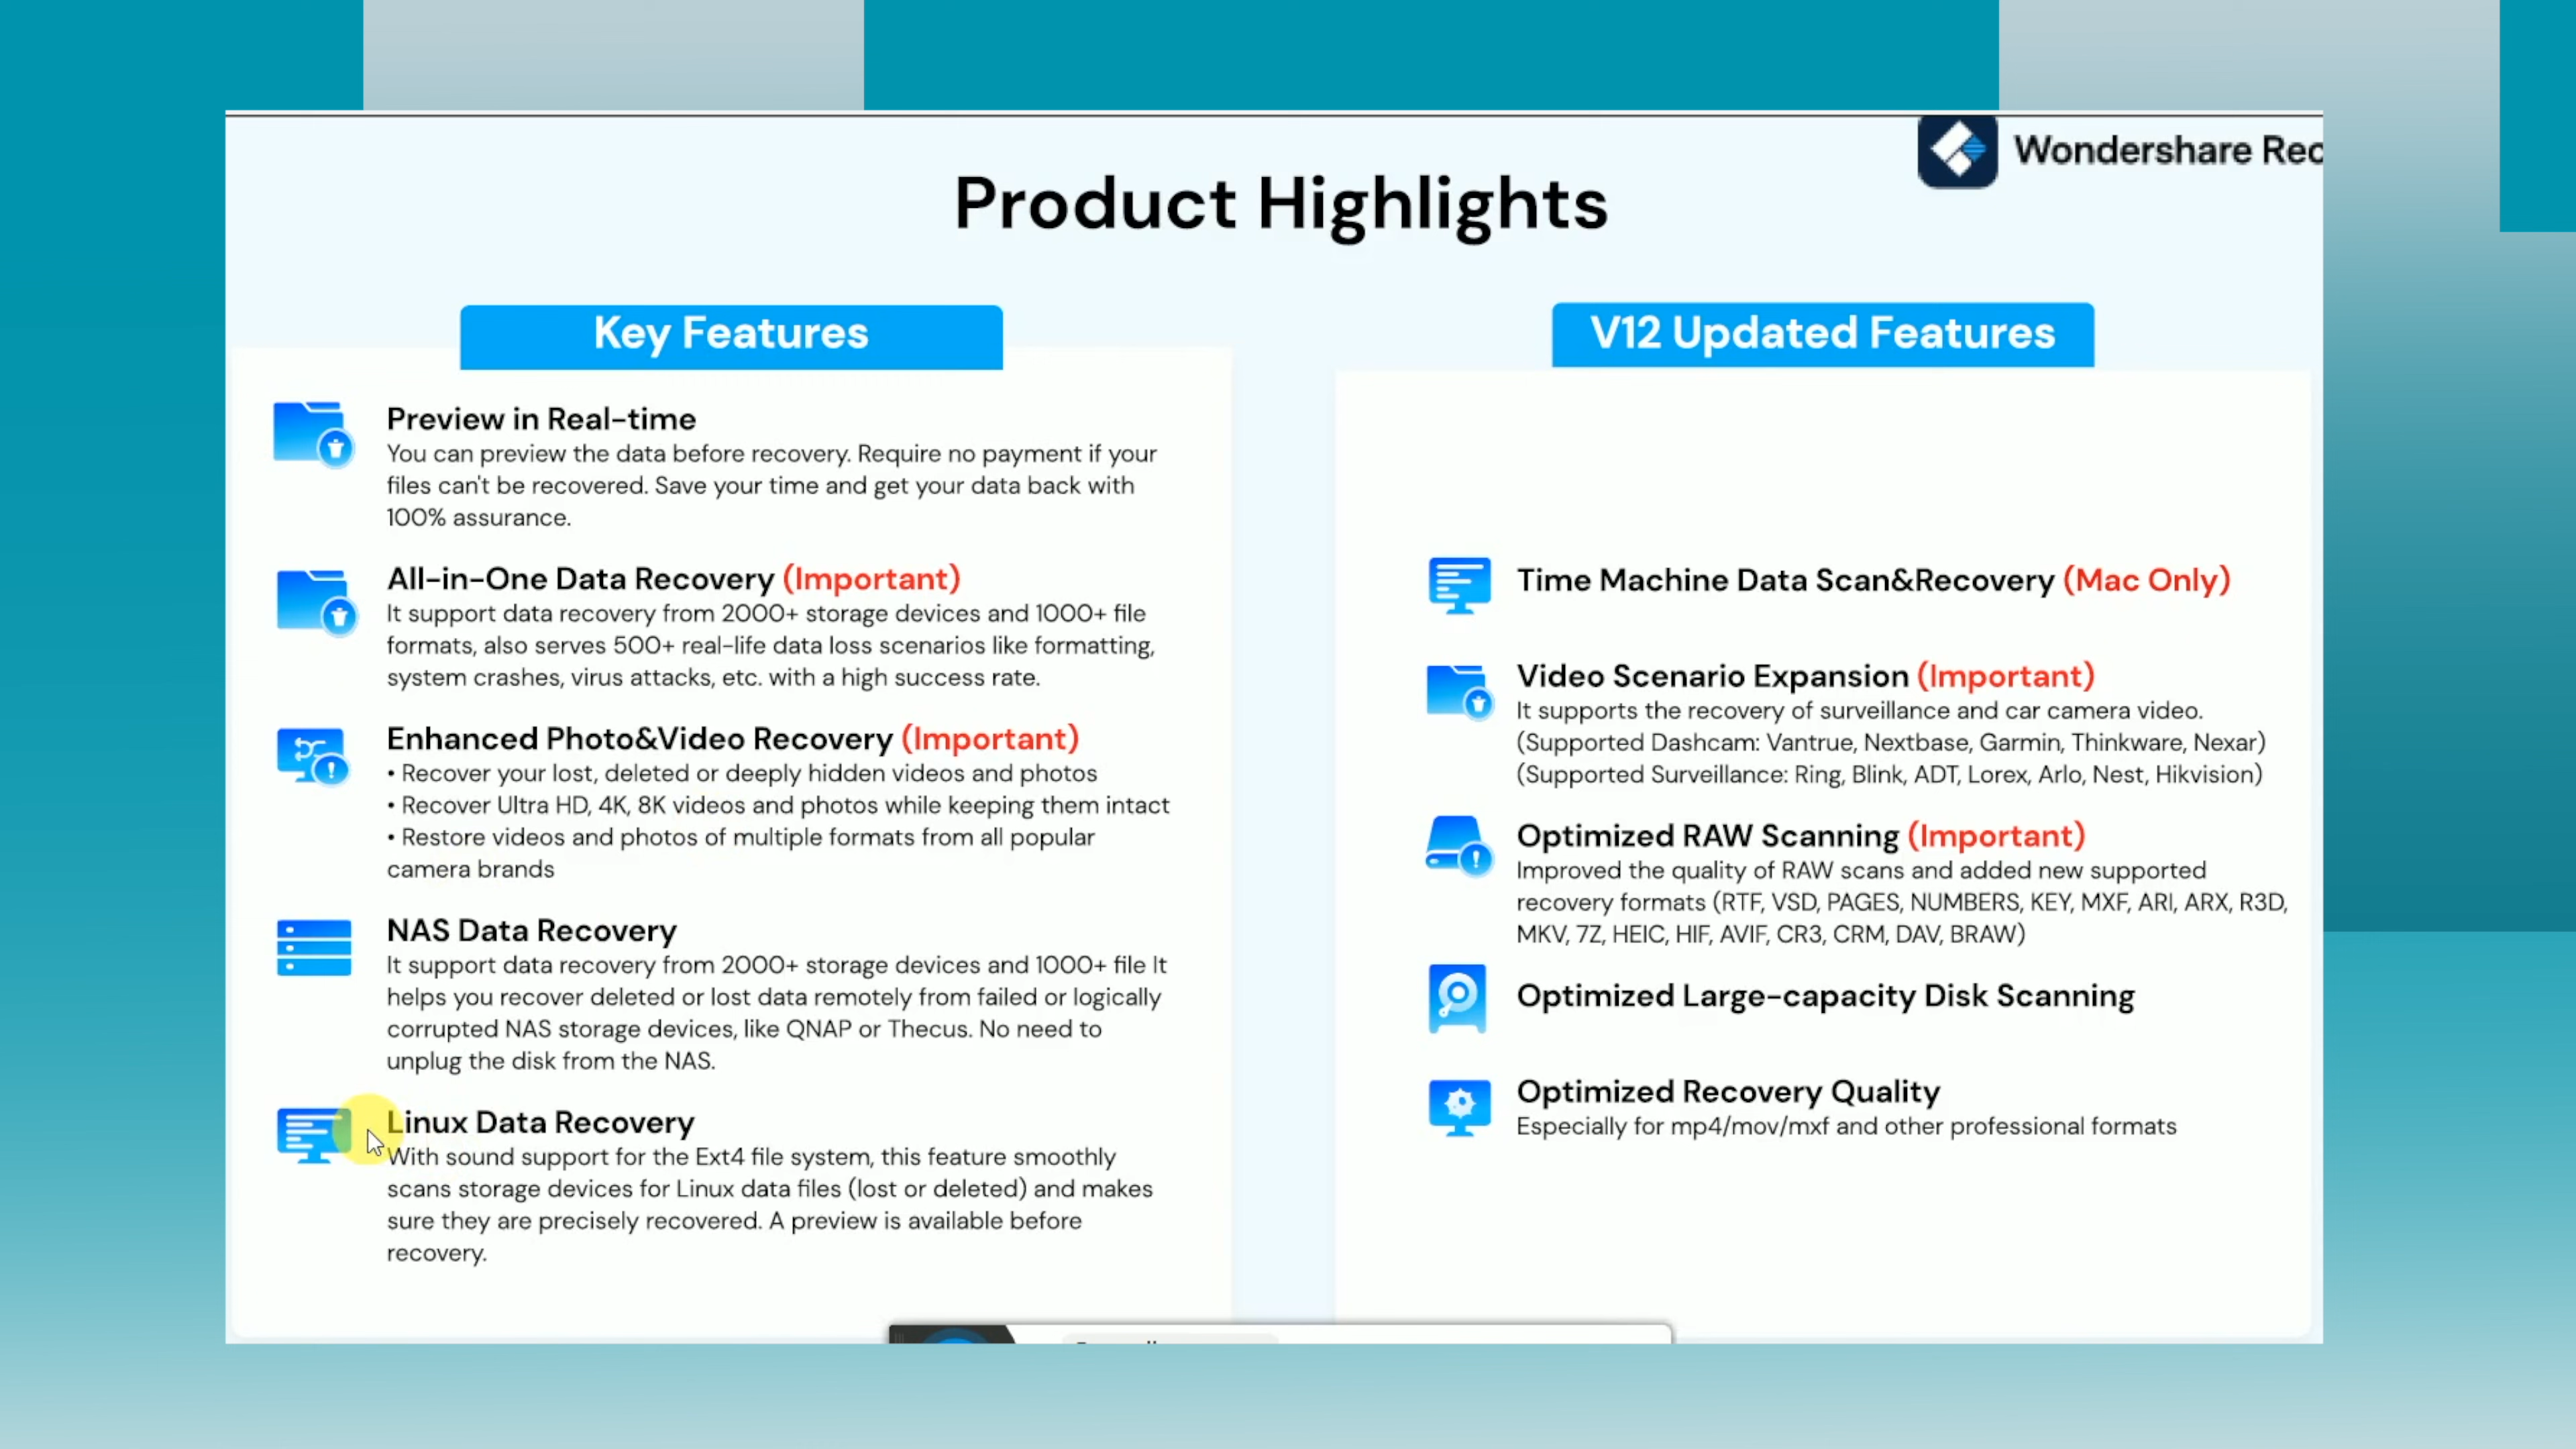 Wondershare Rec
Product Highlights
Key Features
Preview in Real-time
You can preview the data before recovery. Require no payment if your
files can't be recovered. Save your time and get your data back with
100% assurance.
All-in-One Data Recovery (Important)
It support data recovery from 2000+ storage devices and 1000+ file
formats, also serves 500+ real-life data loss scenarios like formatting,
system crashes, virus attacks, etc. with a high success rate.
Enhanced Photo&Video Recovery (Important)
• Recover your lost, deleted or deeply hidden videos and photos
• Recover Ultra HD, 4K, 8K videos and photos while keeping them intact
• Restore videos and photos of multiple formats from all popular
camera brands
NAS Data Recovery
It support data recovery from 2000+ storage devices and 1000+ file It
helps you recover deleted or lost data remotely from failed or logically
corrupted NAS storage devices, like QNAP or Thecus. No need to
unplug the disk from the NAS.
Linux Data Recovery
With sound support for the Ext4 file system, this feature smoothly
scans storage devices for Linux data files (lost or deleted) and makes
sure they are precisely recovered. A preview is available before
recovery.
V12 Updated Features
Time Machine Data Scan&Recovery (Mac Only)
Video Scenario Expansion (Important)
It supports the recovery of surveillance and car camera video.
(Supported Dashcam: Vantrue, Nextbase, Garmin, Thinkware, Nexar)
(Supported Surveillance: Ring, Blink, ADT, Lorex, Arlo, Nest, Hikvision)
Optimized RAW Scanning (Important)
Improved the quality of RAW scans and added new supported
recovery formats (RTF, VSD, PAGES, NUMBERS, KEY, MXF, ARI, ARX, R3D,
MKV, 7Z, HEIC, HIF, AVIF, CR3, CRM, DAV, BRAW)
Optimized Large-capacity Disk Scanning
Optimized Recovery Quality
Especially for mp4/mov/mxf and other professional formats